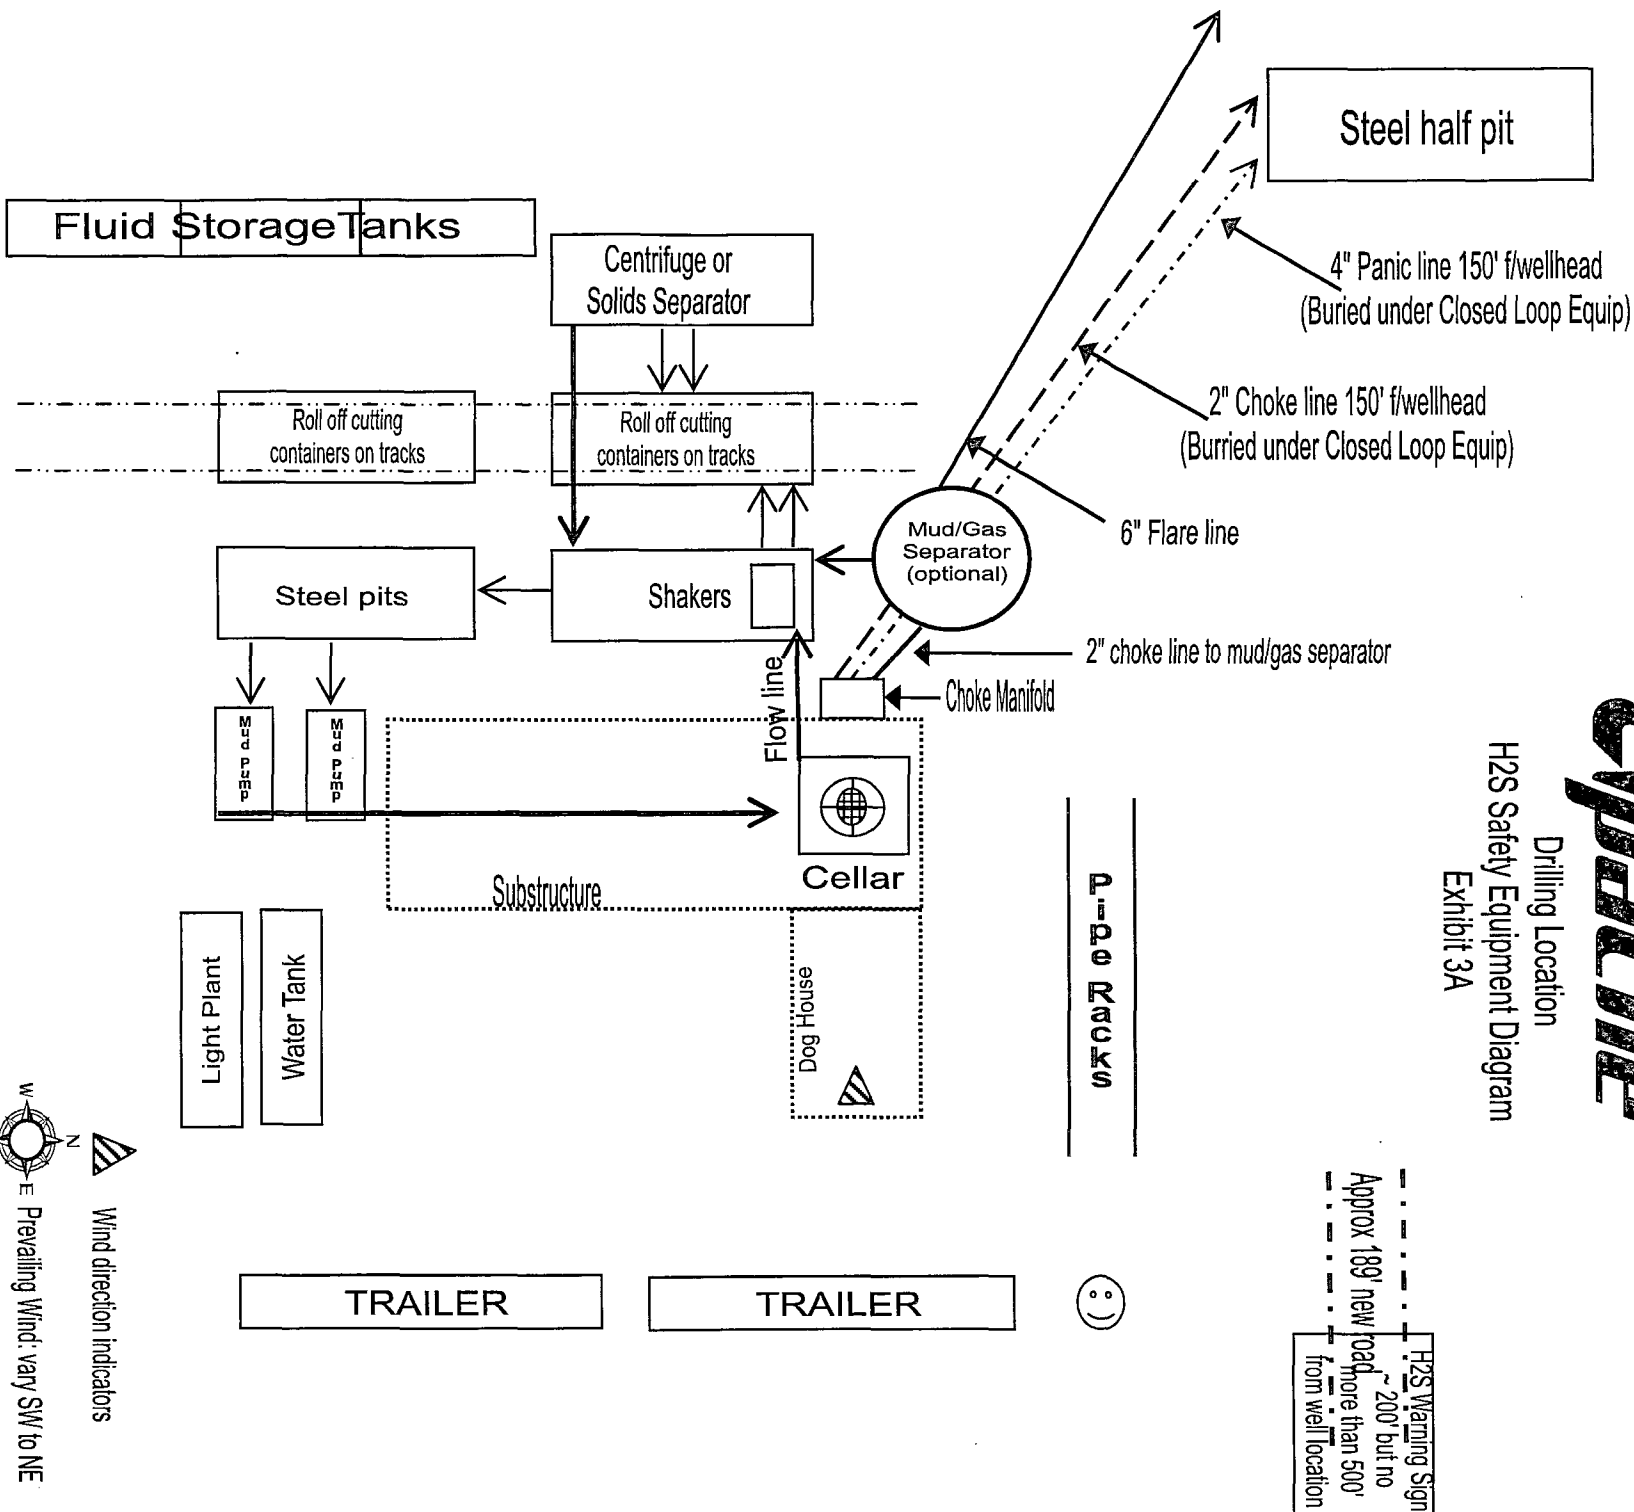 Steel half pit
Fluid StorageTanks
Centrifuge or
Solids Separator
4" Panic line 150' f/wellhead
(Buried under Closed Loop Equip)
2" Choke line 150' f/wellhead
(Burried under Closed Loop Equip)
Roll off cutting
containers on tracks
Roll off cutting
containers on tracks
6" Flare line
Mud/Gas
Separator
(optional)
Steel pits
Shakers
2" choke line to mud/gas separator
Choke Manifold
Flow line
Mud Pump
Mud Pump
Cellar
Substructure
Pipe Racks
Dog House
Light Plant
Water Tank
Drilling Location
H2S Safety Equipment Diagram
Exhibit 3A
W
N
E
Wind direction indicators
Prevailing Wind: vary SW to NE
TRAILER
TRAILER
Approx 189' new road
H2S Warning Sign
~ 200' but no
more than 500'
from well location